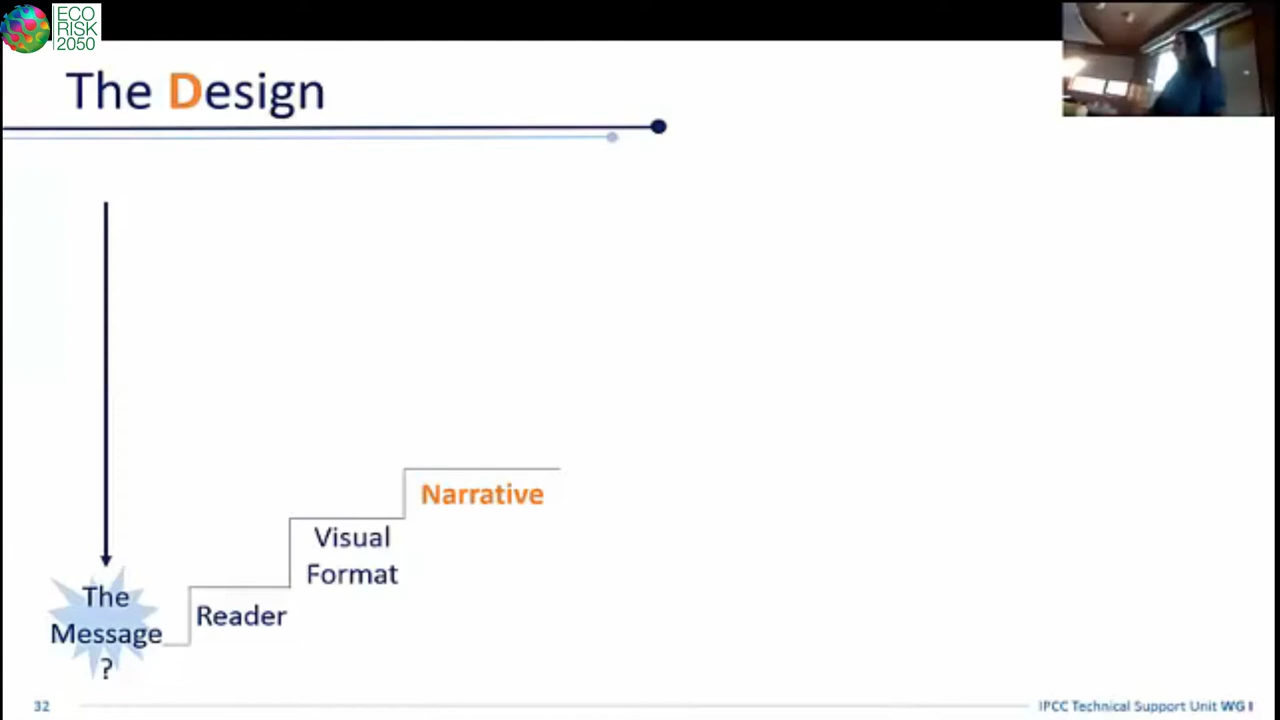 ECO
RISK
2050
The Design
Narrative
Visual
Format
Reader
The
Message
?
32
IPCC Technical Support Unit WG I